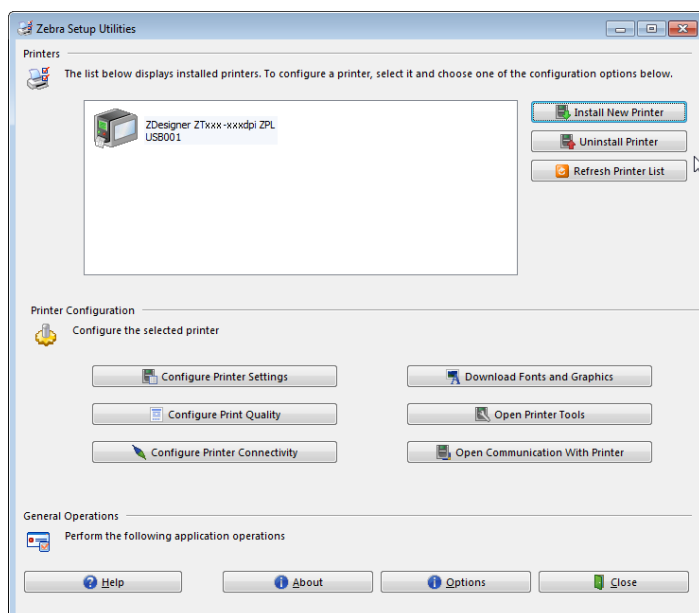 Zebra Setup Utilities
Printers
The list below displays installed printers. To configure a printer, select it and choose one of the configuration options below.
ZDesigner ZTxxx-xxxdpi ZPL
USB001
Install New Printer
Uninstall Printer
Refresh Printer List
Printer Configuration
Configure the selected printer
Configure Printer Settings
Download Fonts and Graphics
Configure Print Quality
Open Printer Tools
Configure Printer Connectivity
Open Communication With Printer
General Operations
Perform the following application operations
Help
About
Options
Close